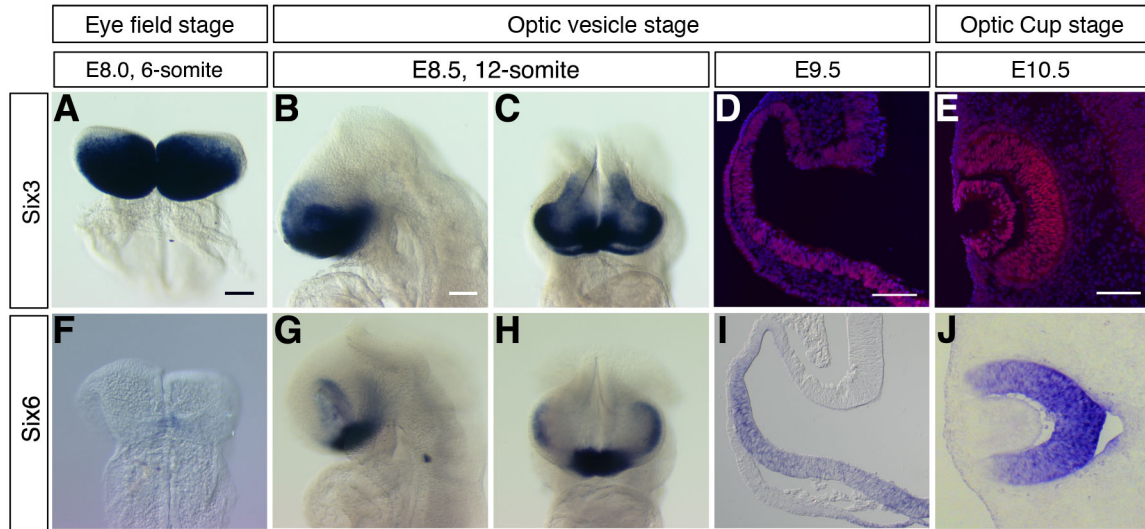 Eye field stage
Optic vesicle stage
Optic Cup stage
E8.0, 6-somite
E8.5, 12-somite
E9.5
E10.5
Six3
A
B
C
D
E
Six6
F
G
H
I
J